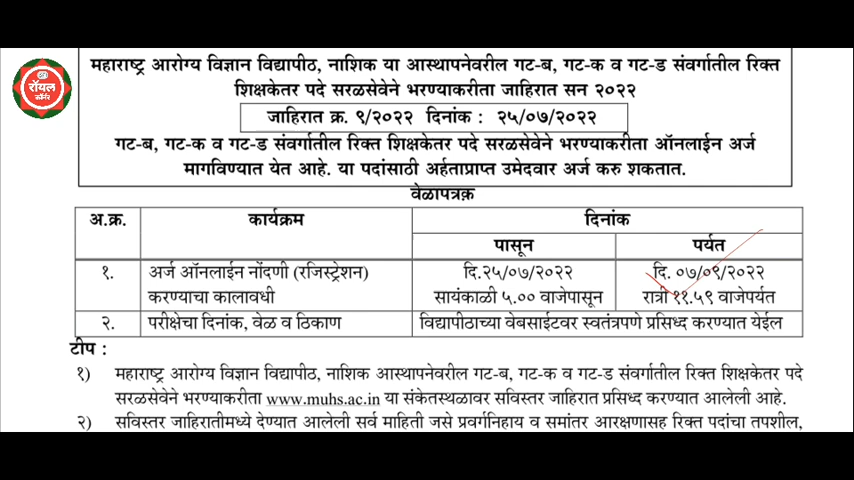 रॉयल
कॉर्नर
महाराष्ट्र आरोग्य विज्ञान विद्यापीठ, नाशिक या आस्थापनेवरील गट-ब, गट-क व गट-ड संवर्गातील रिक्त
शिक्षकेतर पदे सरळसेवेने भरण्याकरीता जाहिरात सन २०२२
जाहिरात क्र. ९/२०२२ दिनांक : २५/०७/२०२२
गट-ब, गट-क व गट-ड संवर्गातील रिक्त शिक्षकेतर पदे सरळसेवेने भरण्याकरीता ऑनलाईन अर्ज
मागविण्यात येत आहे. या पदांसाठी अर्हताप्राप्त उमेदवार अर्ज करु शकतात.
वेळापत्रक
अ.क्र. कार्यक्रम दिनांक
पासून पर्यंत
१. अर्ज ऑनलाईन नोंदणी (रजिस्ट्रेशन) दि.२५/०७/२०२२ दि. ०७/०९/२०२२
करण्याचा कालावधी सायंकाळी ५.०० वाजेपासून रात्री ११.५९ वाजेपर्यंत
२. परीक्षेचा दिनांक, वेळ व ठिकाण विद्यापीठाच्या वेबसाईटवर स्वतंत्रपणे प्रसिध्द करण्यात येईल
टीप :
१) महाराष्ट्र आरोग्य विज्ञान विद्यापीठ, नाशिक आस्थापनेवरील गट-ब, गट-क व गट-ड संवर्गातील रिक्त शिक्षकेतर पदे
सरळसेवेने भरण्याकरीता www.muhs.ac.in या संकेतस्थळावर सविस्तर जाहिरात प्रसिध्द करण्यात आलेली आहे.
२) सविस्तर जाहिरातीमध्ये देण्यात आलेली सर्व माहिती जसे प्रवर्गनिहाय व समांतर आरक्षणासह रिक्त पदांचा तपशील,